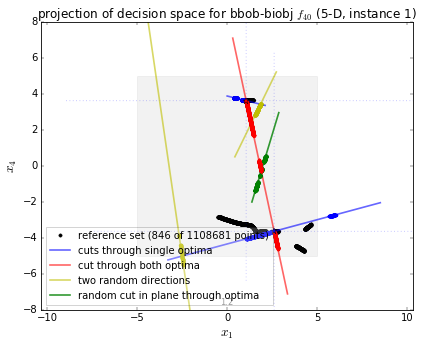 projection of decision space for bbob-biobj f40 (5-D, instance 1)
8
6
4
2
0
−2
−4
−6
−8
x4
reference set (846 of 1108681 points)
cuts through single optima
cut through both optima
two random directions
random cut in plane through optima
1.2
−10
−5
0
5
10
x1